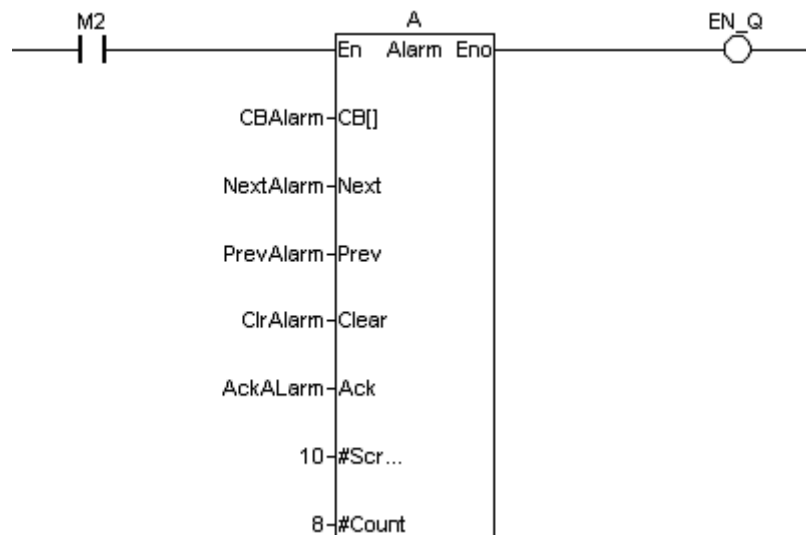 M2 A EN_Q
En Alarm Eno
CBAlarm CB[]
NextAlarm Next
PrevAlarm Prev
ClrAlarm Clear
AckALarm Ack
10 #Scr...
8 #Count